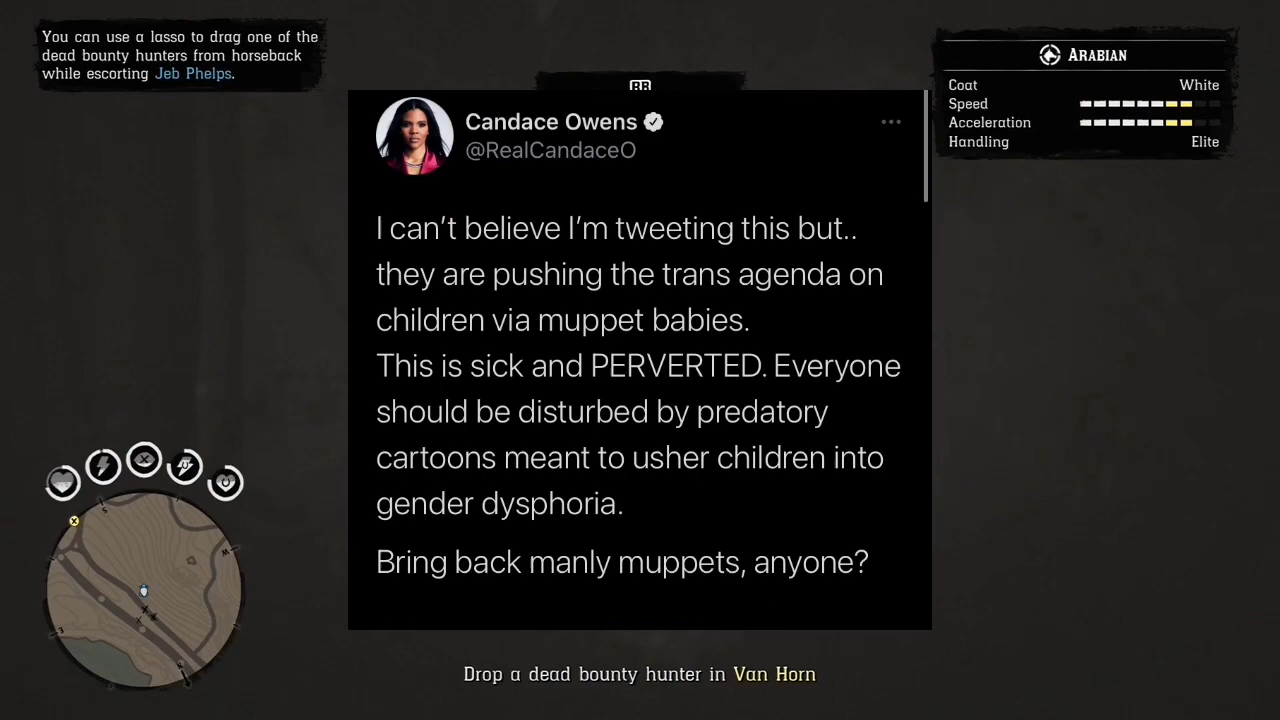 You can use a lasso to drag one of the
dead bounty hunters from horseback
while escorting Jeb Phelps.
Arabian
Coat White
Speed
Acceleration
Handling Elite
Candace Owens
@RealCandaceO
I can't believe I'm tweeting this but..
they are pushing the trans agenda on
children via muppet babies.
This is sick and PERVERTED. Everyone
should be disturbed by predatory
cartoons meant to usher children into
gender dysphoria.
Bring back manly muppets, anyone?
S
W
E
Drop a dead bounty hunter in Van Horn